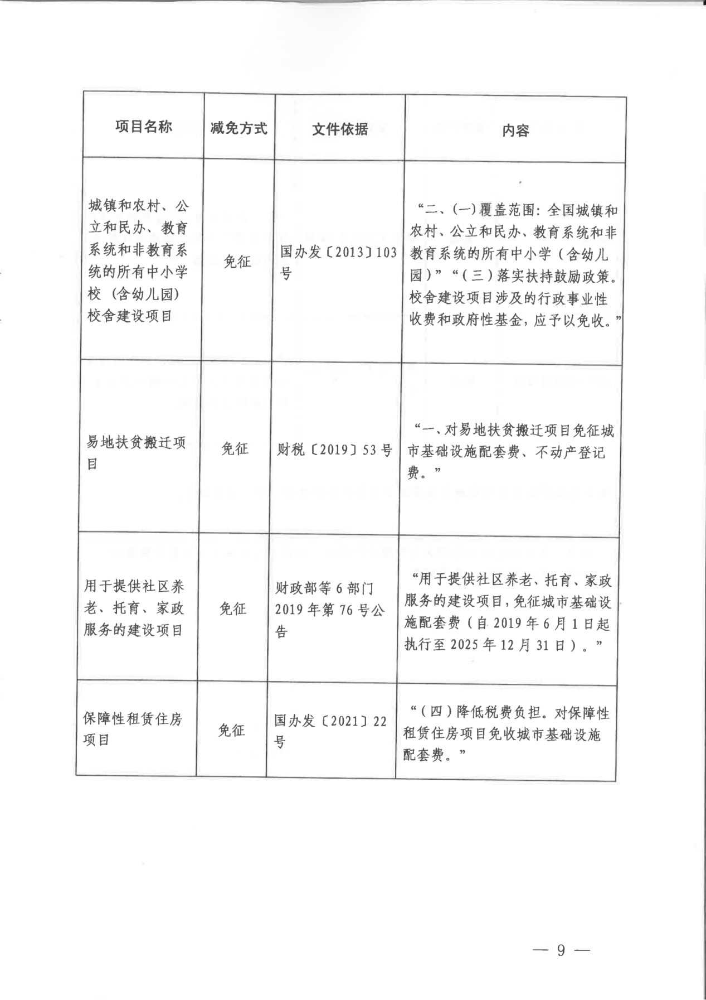 项目名称
减免方式
文件依据
内容
城镇和农村、公
立和民办、教育
系统和非教育系
统的所有中小学
校（含幼儿园）
校舍建设项目
免征
国办发〔2013〕103
号
“二、(一)覆盖范围：全国城镇和
农村、公立和民办、教育系统和非
教育系统的所有中小学（含幼儿
园）”“（三）落实扶持鼓励政策。
校舍建设项目涉及的行政事业性
收费和政府性基金，应予以免收。”
易地扶贫搬迁项
目
免征
财税〔2019〕53号
“一、对易地扶贫搬迁项目免征城
市基础设施配套费、不动产登记
费。”
用于提供社区养
老、托育、家政
服务的建设项目
免征
财政部等6部门
2019年第76号公
告
“用于提供社区养老、托育、家政
服务的建设项目，免征城市基础设
施配套费（自2019年6月1日起
执行至2025年12月31日）。”
保障性租赁住房
项目
免征
国办发〔2021〕22
号
“（四）降低税费负担。对保障性
租赁住房项目免收城市基础设施
配套费。”
— 9 —